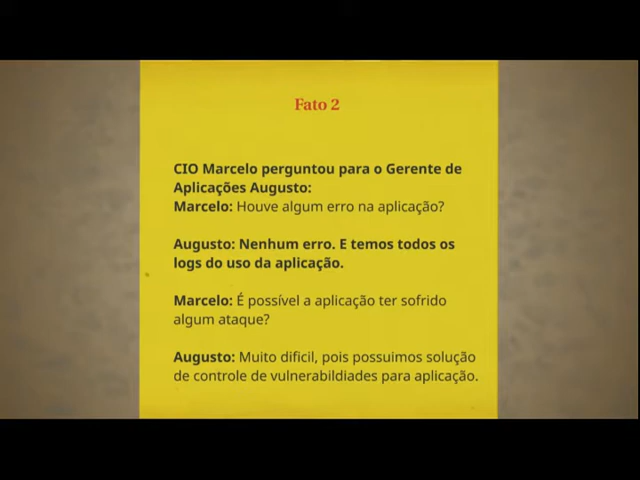 Fato 2
CIO Marcelo perguntou para o Gerente de
Aplicações Augusto:
Marcelo: Houve algum erro na aplicação?
Augusto: Nenhum erro. E temos todos os
logs do uso da aplicação.
Marcelo: É possível a aplicação ter sofrido
algum ataque?
Augusto: Muito dificil, pois possuimos solução
de controle de vulnerabildiades para aplicação.